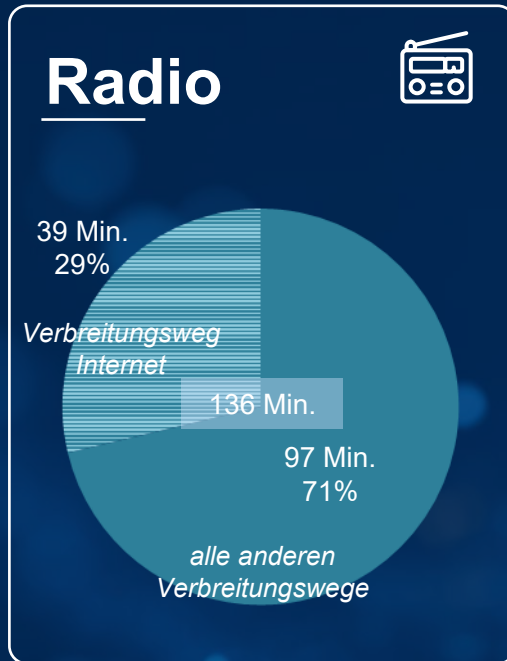 Radio
39 Min.
29%
Verbreitungsweg
Internet
136 Min.
97 Min.
71%
alle anderen
Verbreitungswege